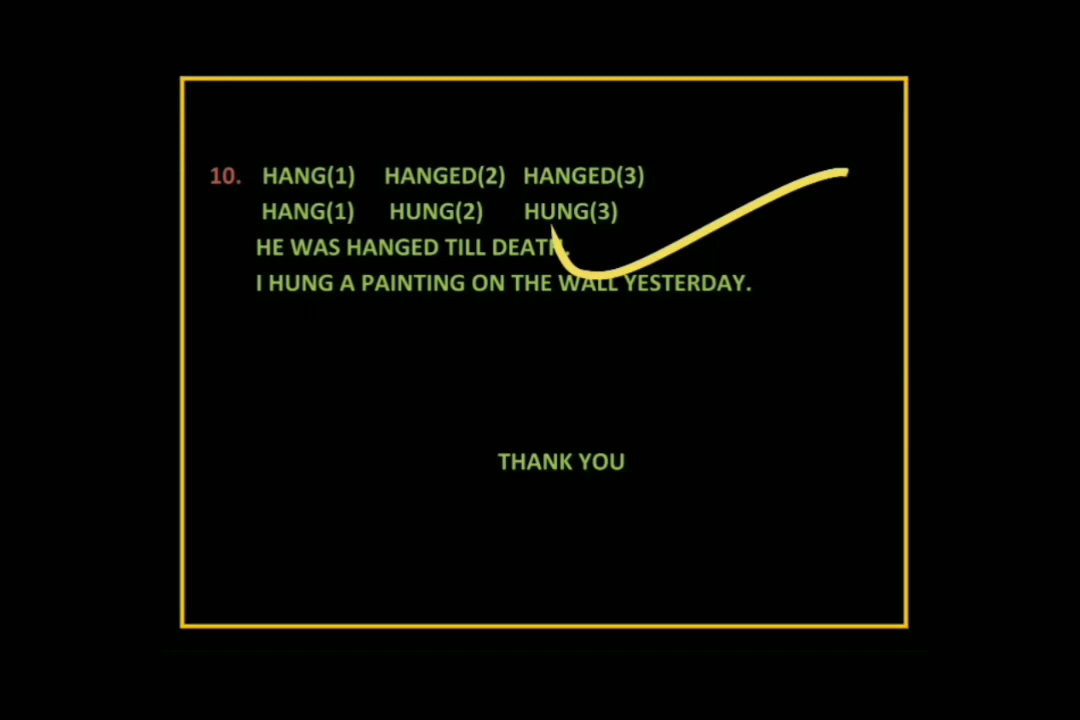 10. HANG(1) HANGED(2) HANGED(3)
HANG(1) HUNG(2) HUNG(3)
HE WAS HANGED TILL DEATH.
I HUNG A PAINTING ON THE WALL YESTERDAY.
THANK YOU